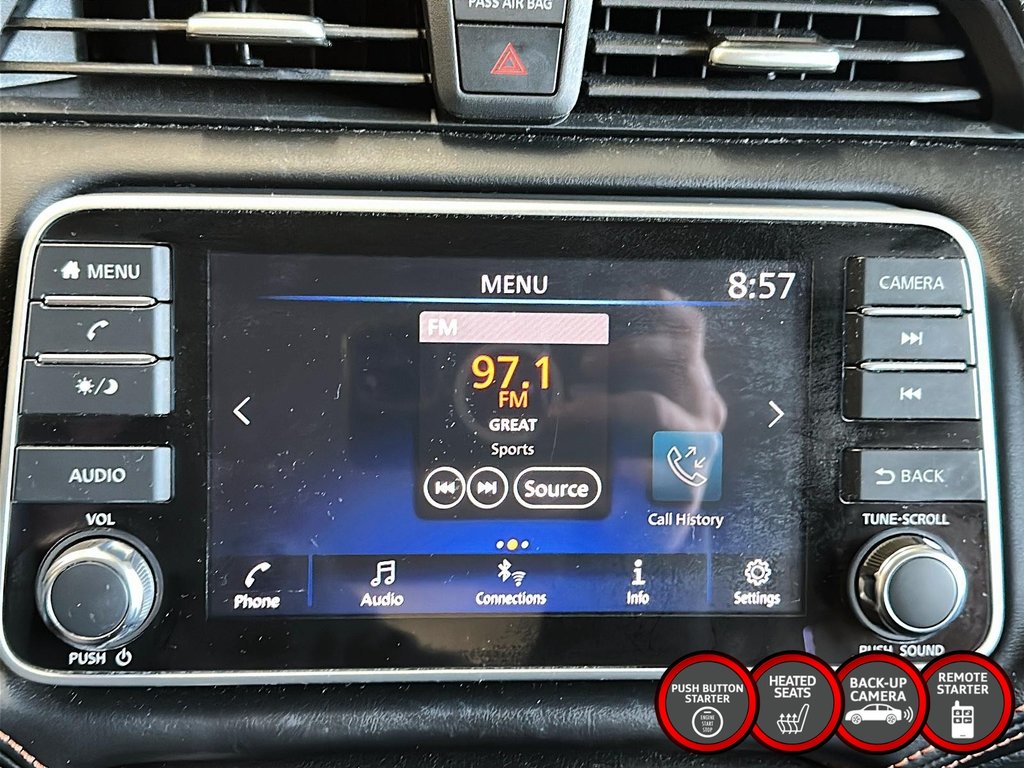 PASS AIR BAG
MENU
AUDIO
VOL
PUSH
MENU
8:57
FM
97.1
FM
GREAT
Sports
Source
Call History
Phone
Audio
Connections
Info
Settings
CAMERA
BACK
TUNE·SCROLL
PUSH SOUND
PUSH BUTTON
STARTER
ENGINE
START
STOP
HEATED
SEATS
BACK-UP
CAMERA
REMOTE
STARTER